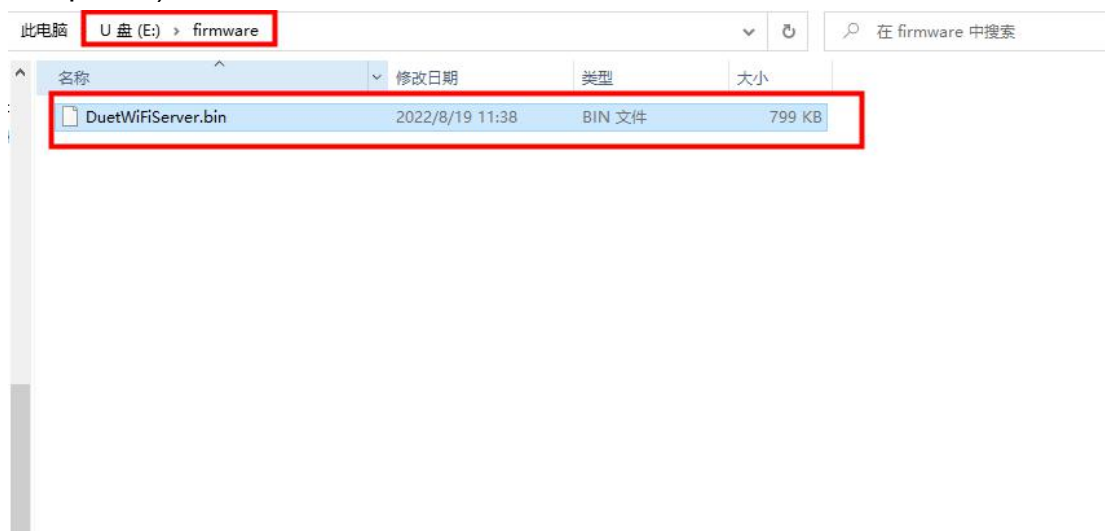 此电脑 U 盘 (E:) › firmware 在 firmware 中搜索
名称 修改日期 类型 大小
DuetWiFiServer.bin 2022/8/19 11:38 BIN 文件 799 KB